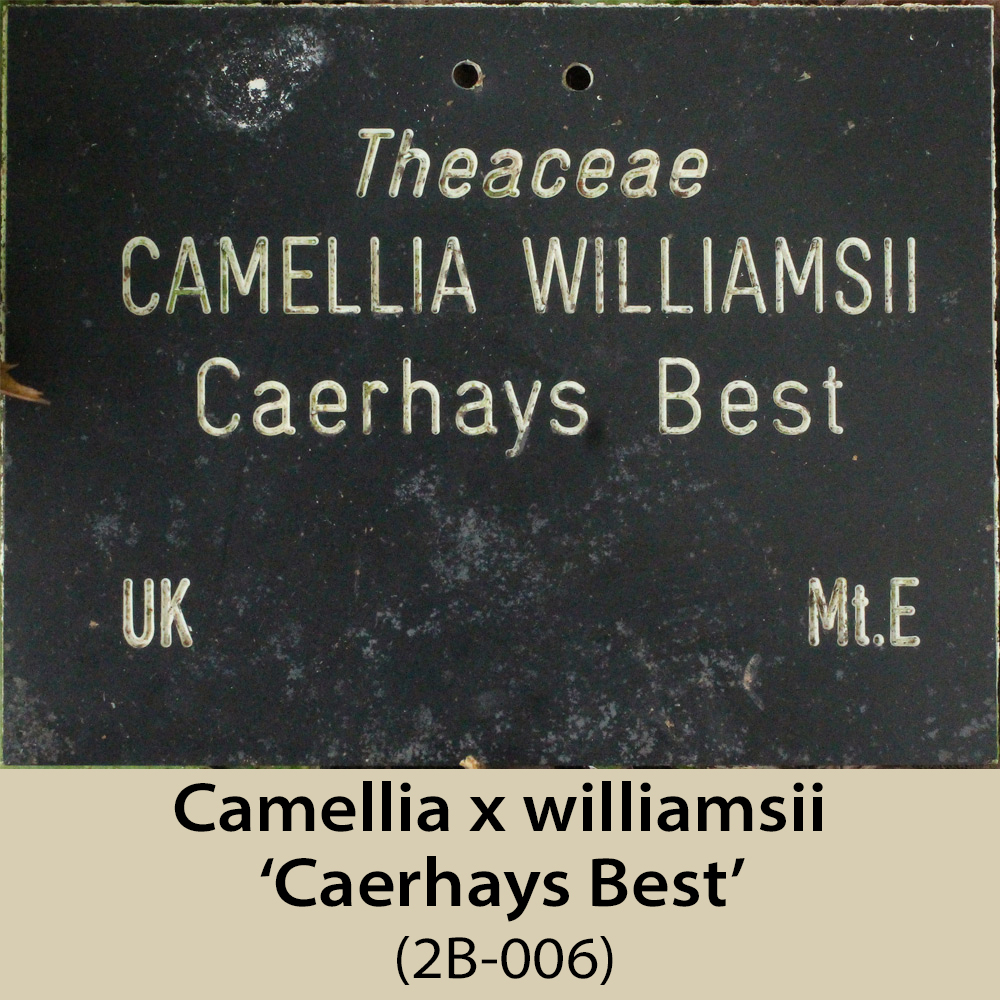 Theaceae
CAMELLIA WILLIAMSII
Caerhays Best
UK Mt.E
Camellia x williamsii
‘Caerhays Best’
(2B-006)